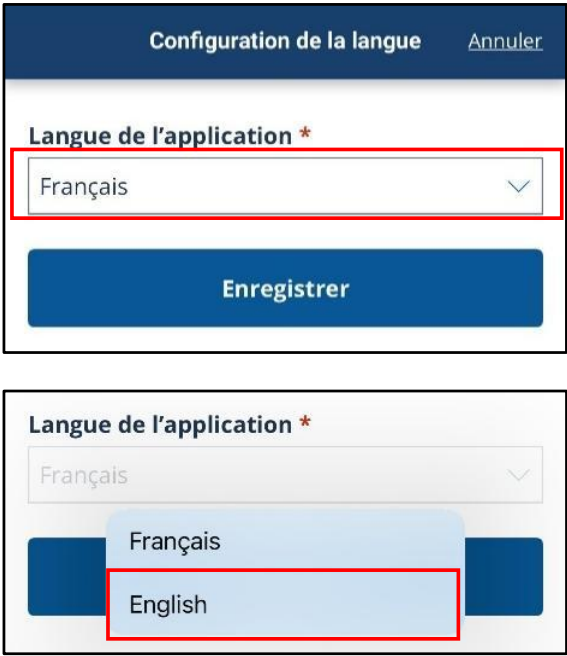 Configuration de la langue Annuler
Langue de l’application *
Français
Enregistrer
Langue de l’application *
Français
Français
English